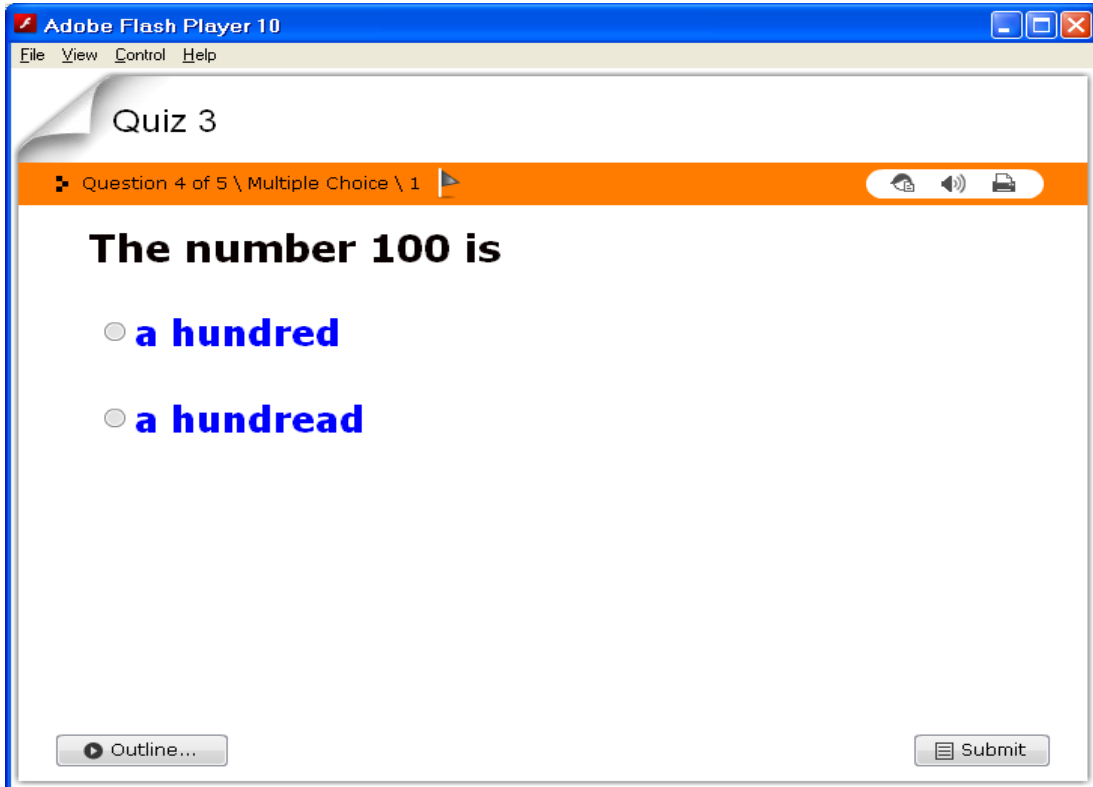 Adobe Flash Player 10
File View Control Help
Quiz 3
Question 4 of 5 \ Multiple Choice \ 1
The number 100 is
a hundred
a hundread
Outline...
Submit